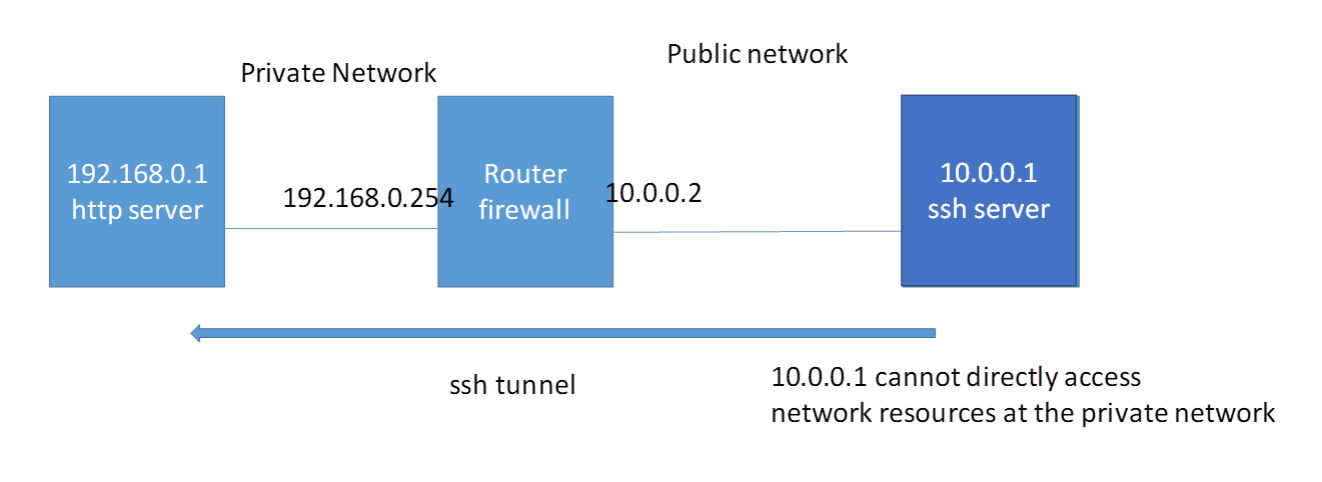 Private Network
Public network
192.168.0.1
http server
192.168.0.254
Router
firewall
10.0.0.2
10.0.0.1
ssh server
ssh tunnel
10.0.0.1 cannot directly access
network resources at the private network